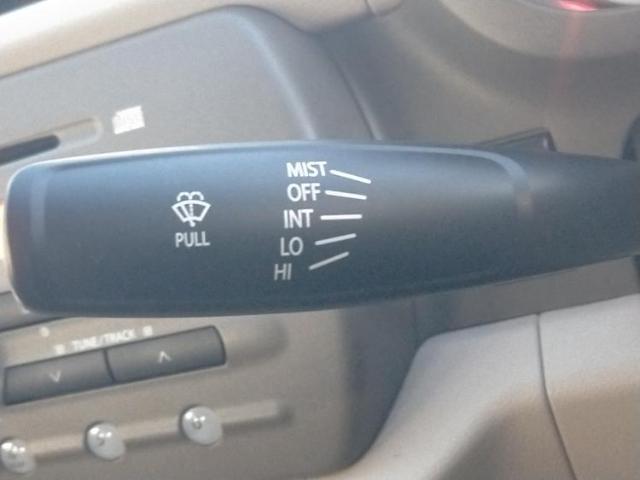 MIST
OFF
INT
LO
HI
PULL
TUNE/TRACK
∨
∧